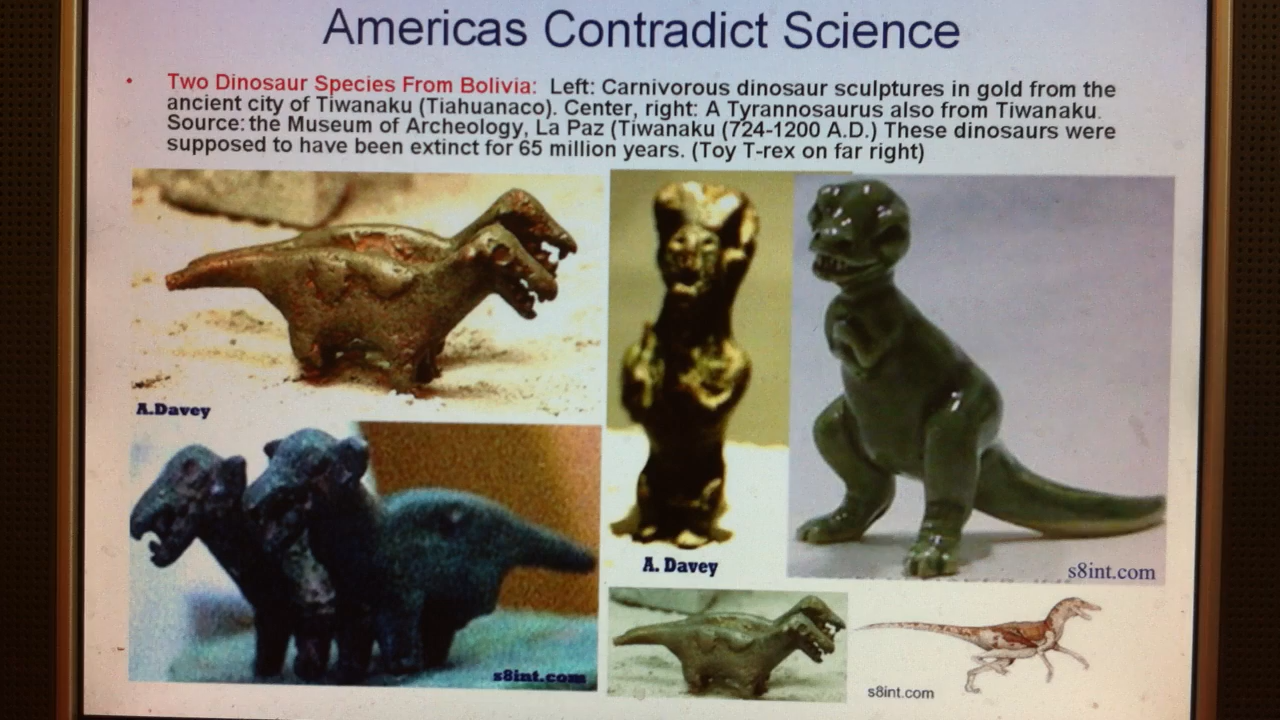 Americas Contradict Science
• Two Dinosaur Species From Bolivia: Left: Carnivorous dinosaur sculptures in gold from the
ancient city of Tiwanaku (Tiahuanaco). Center, right: A Tyrannosaurus also from Tiwanaku.
Source: the Museum of Archeology, La Paz (Tiwanaku (724-1200 A.D.) These dinosaurs were
supposed to have been extinct for 65 million years. (Toy T-rex on far right)
A.Davey
s8int.com
A. Davey
s8int.com
s8int.com